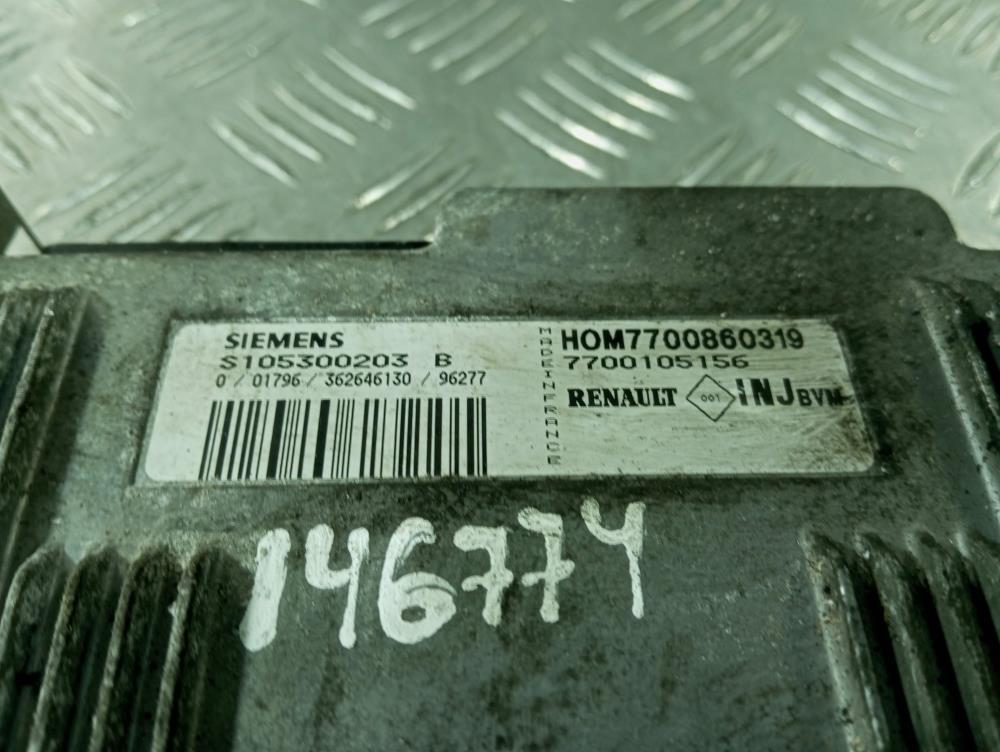 SIEMENS
S105300203 B
0 / 01796 / 362646130 / 96277
MADE IN FRANCE
HOM7700860319
7700105156
RENAULT 001 INJ BVM
146774